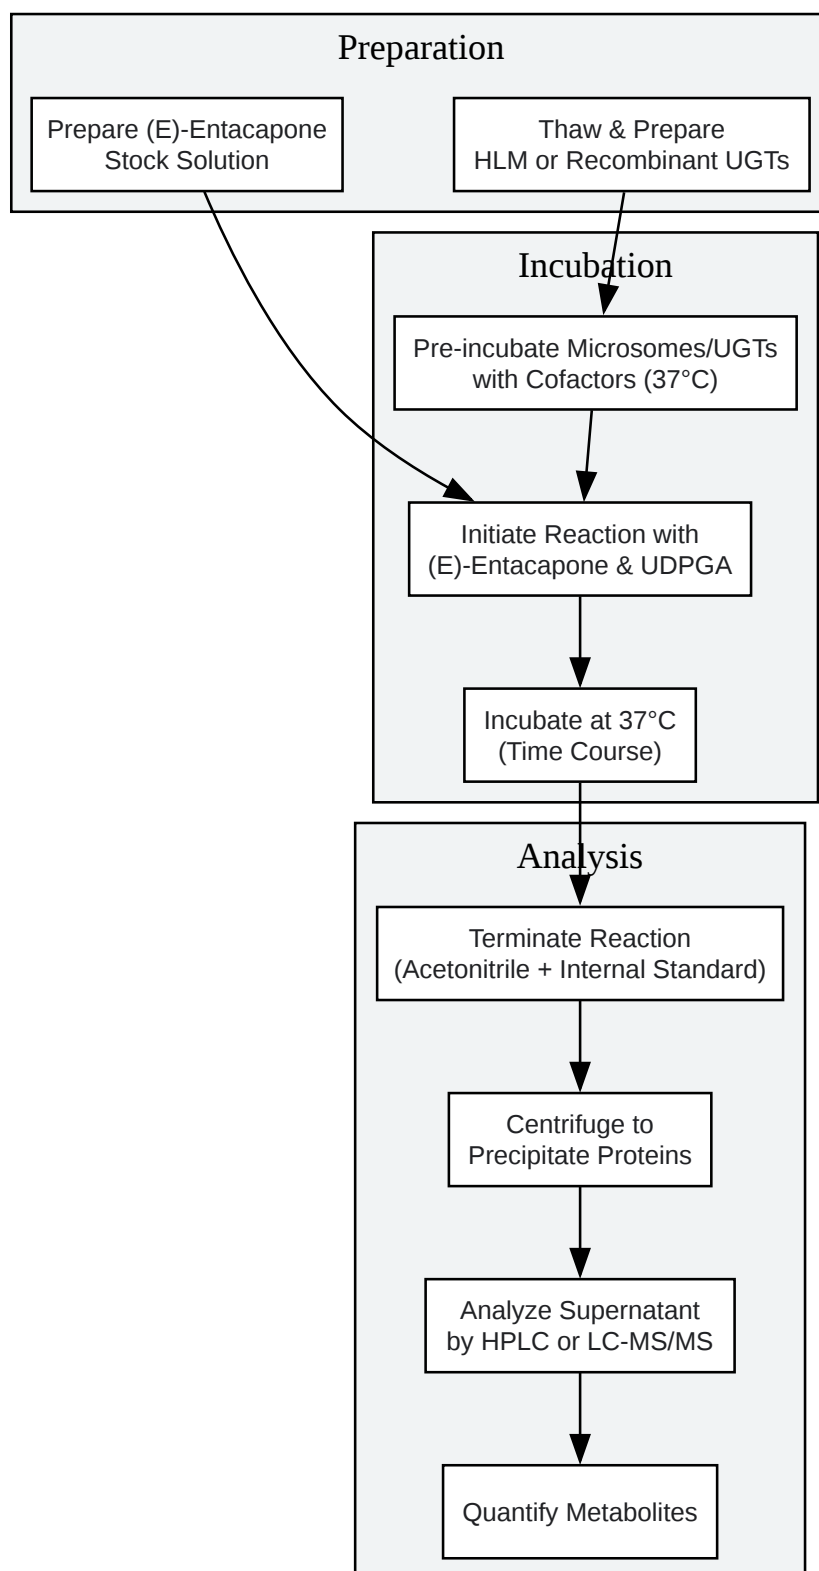 Preparation
Prepare (E)-Entacapone
Stock Solution
Thaw & Prepare
HLM or Recombinant UGTs
Incubation
Pre-incubate Microsomes/UGTs
with Cofactors (37°C)
Initiate Reaction with
(E)-Entacapone & UDPGA
Incubate at 37°C
(Time Course)
Analysis
Terminate Reaction
(Acetonitrile + Internal Standard)
Centrifuge to
Precipitate Proteins
Analyze Supernatant
by HPLC or LC-MS/MS
Quantify Metabolites